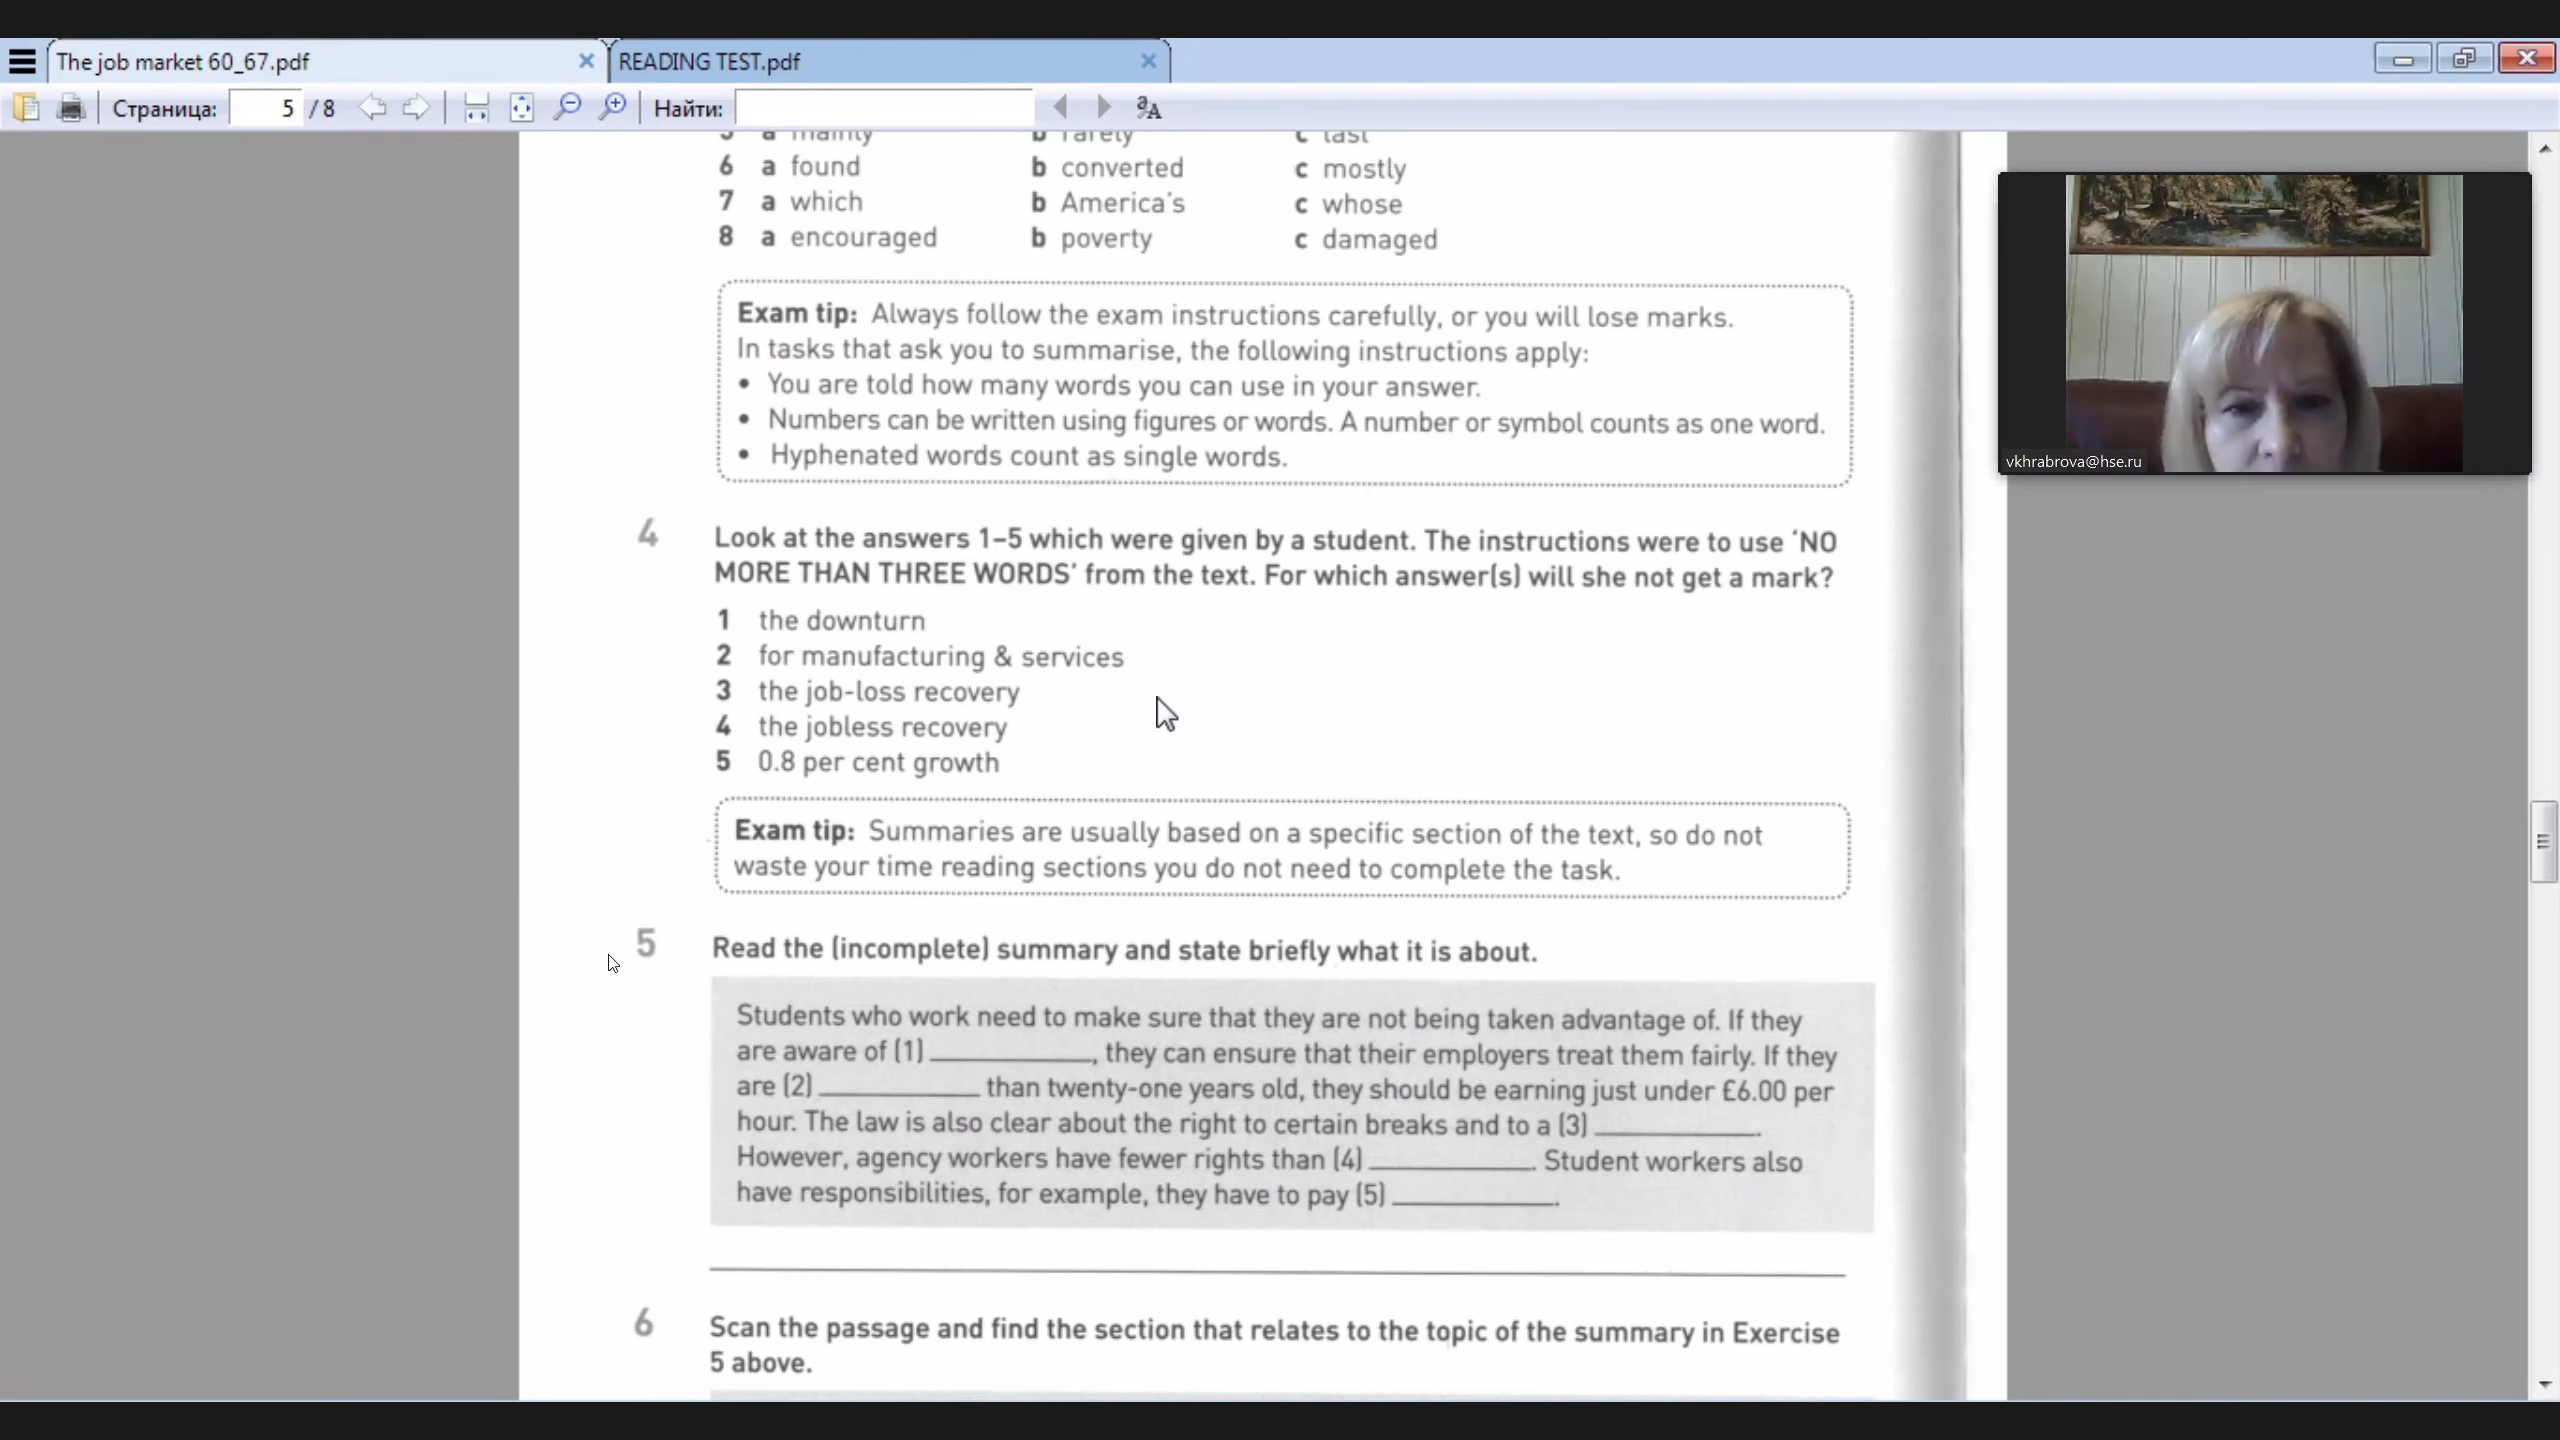 The job market 60_67.pdf
READING TEST.pdf
Страница: 5 / 8 Найти:
5 a mainly b rarely c last
6 a found b converted c mostly
7 a which b America's c whose
8 a encouraged b poverty c damaged
Exam tip: Always follow the exam instructions carefully, or you will lose marks.
In tasks that ask you to summarise, the following instructions apply:
• You are told how many words you can use in your answer.
• Numbers can be written using figures or words. A number or symbol counts as one word.
• Hyphenated words count as single words.
vkhrabrova@hse.ru
4 Look at the answers 1–5 which were given by a student. The instructions were to use ‘NO
MORE THAN THREE WORDS’ from the text. For which answer(s) will she not get a mark?
1 the downturn
2 for manufacturing & services
3 the job-loss recovery
4 the jobless recovery
5 0.8 per cent growth
Exam tip: Summaries are usually based on a specific section of the text, so do not
waste your time reading sections you do not need to complete the task.
5 Read the (incomplete) summary and state briefly what it is about.
Students who work need to make sure that they are not being taken advantage of. If they
are aware of (1) ____________, they can ensure that their employers treat them fairly. If they
are (2) ____________ than twenty-one years old, they should be earning just under £6.00 per
hour. The law is also clear about the right to certain breaks and to a (3) ____________.
However, agency workers have fewer rights than (4) ____________. Student workers also
have responsibilities, for example, they have to pay (5) ____________.
6 Scan the passage and find the section that relates to the topic of the summary in Exercise
5 above.